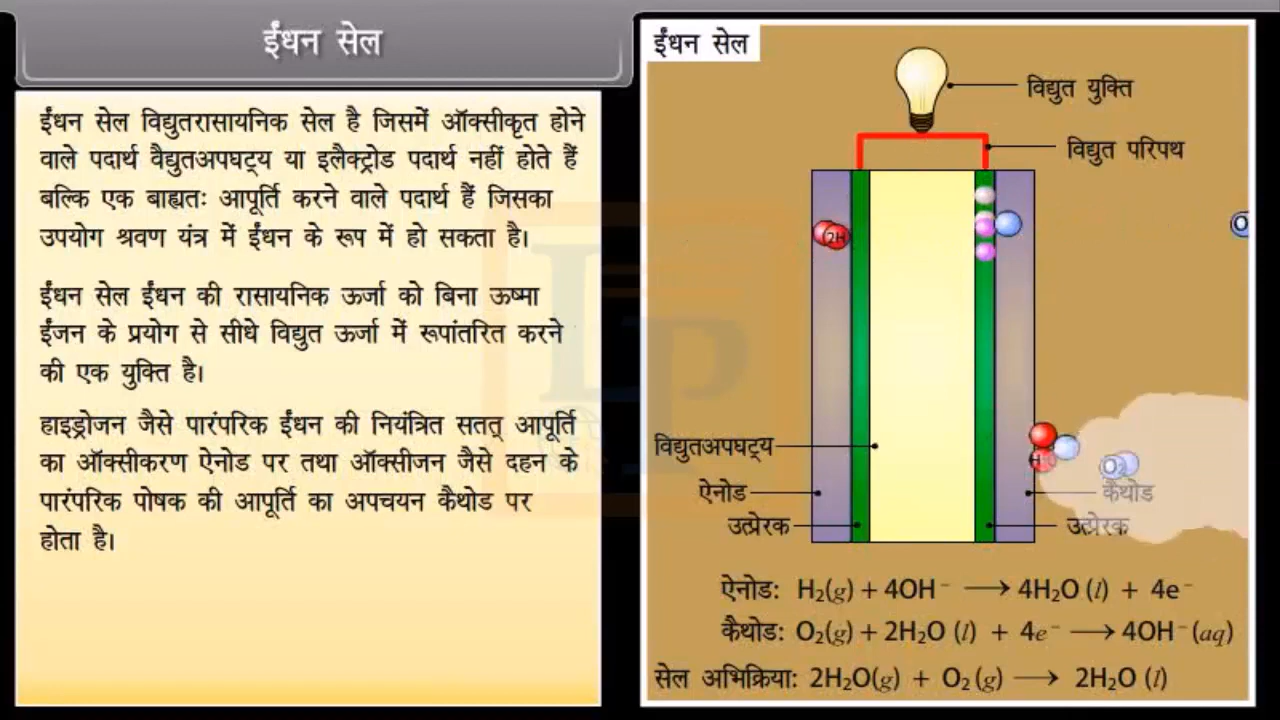 ईंधन सेल
ईंधन सेल विद्युतरासायनिक सेल है जिसमें ऑक्सीकृत होने
वाले पदार्थ वैद्युतअपघट्य या इलैक्ट्रोड पदार्थ नहीं होते हैं
बल्कि एक बाह्यतः आपूर्ति करने वाले पदार्थ हैं जिसका
उपयोग श्रवण यंत्र में ईंधन के रूप में हो सकता है।
ईंधन सेल ईंधन की रासायनिक ऊर्जा को बिना ऊष्मा
ईंजन के प्रयोग से सीधे विद्युत ऊर्जा में रूपांतरित करने
की एक युक्ति है।
हाइड्रोजन जैसे पारंपरिक ईंधन की नियंत्रित सतत् आपूर्ति
का ऑक्सीकरण ऐनोड पर तथा ऑक्सीजन जैसे दहन के
पारंपरिक पोषक की आपूर्ति का अपचयन कैथोड पर
होता है।
ईंधन सेल
विद्युत युक्ति
विद्युत परिपथ
2H
O
विद्युतअपघट्य
ऐनोड
उत्प्रेरक
O2
कैथोड
उत्प्रेरक
ऐनोड: H₂(g) + 4OH⁻ ⟶ 4H₂O (l) + 4e⁻
कैथोड: O₂(g) + 2H₂O (l) + 4e⁻ ⟶ 4OH⁻(aq)
सेल अभिक्रिया: 2H₂O(g) + O₂(g) ⟶ 2H₂O (l)